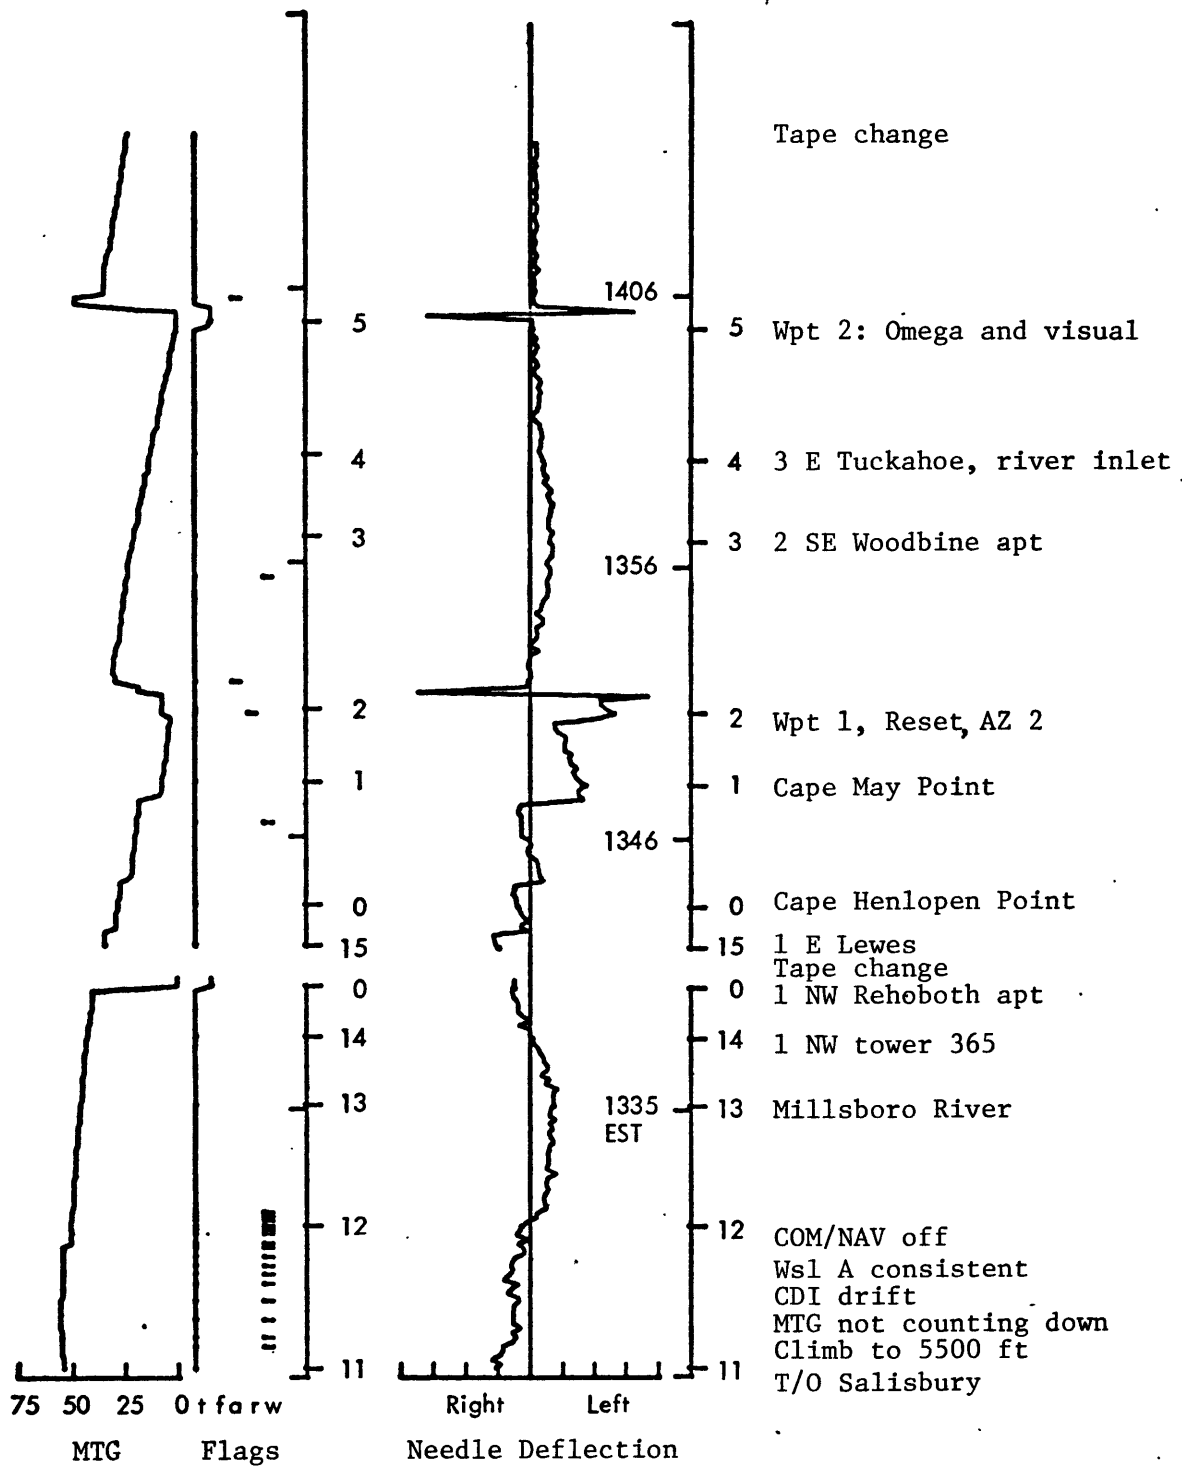 Tape change
1406
5 5 Wpt 2: Omega and visual
4 4 3 E Tuckahoe, river inlet
3 3 2 SE Woodbine apt
1356
2 2 Wpt 1, Reset, AZ 2
1 1 Cape May Point
1346
0 0 Cape Henlopen Point
15 15 1 E Lewes
Tape change
0 0 1 NW Rehoboth apt
14 14 1 NW tower 365
13 1335 13 Millsboro River
EST
12 12 COM/NAV off
Wsl A consistent
CDI drift
MTG not counting down
Climb to 5500 ft
11 11 T/O Salisbury
75 50 25 0 t f a r w Right Left
MTG Flags Needle Deflection